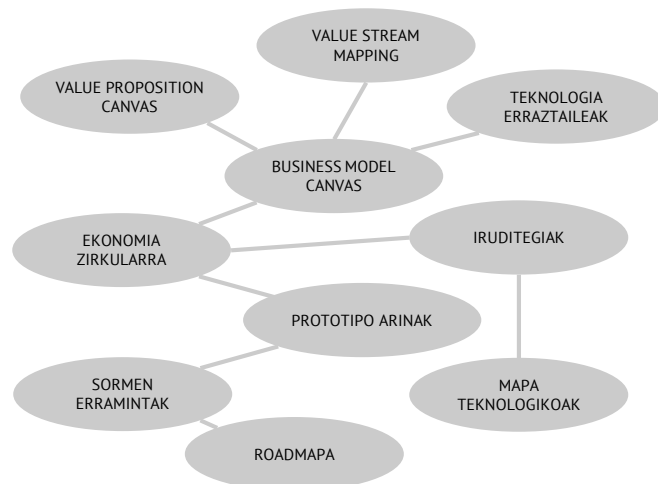 VALUE STREAM
MAPPING
VALUE PROPOSITION
CANVAS
TEKNOLOGIA
ERRAZTAILEAK
BUSINESS MODEL
CANVAS
EKONOMIA
ZIRKULARRA
IRUDITEGIAK
PROTOTIPO ARINAK
SORMEN
ERRAMINTAK
MAPA
TEKNOLOGIKOAK
ROADMAPA